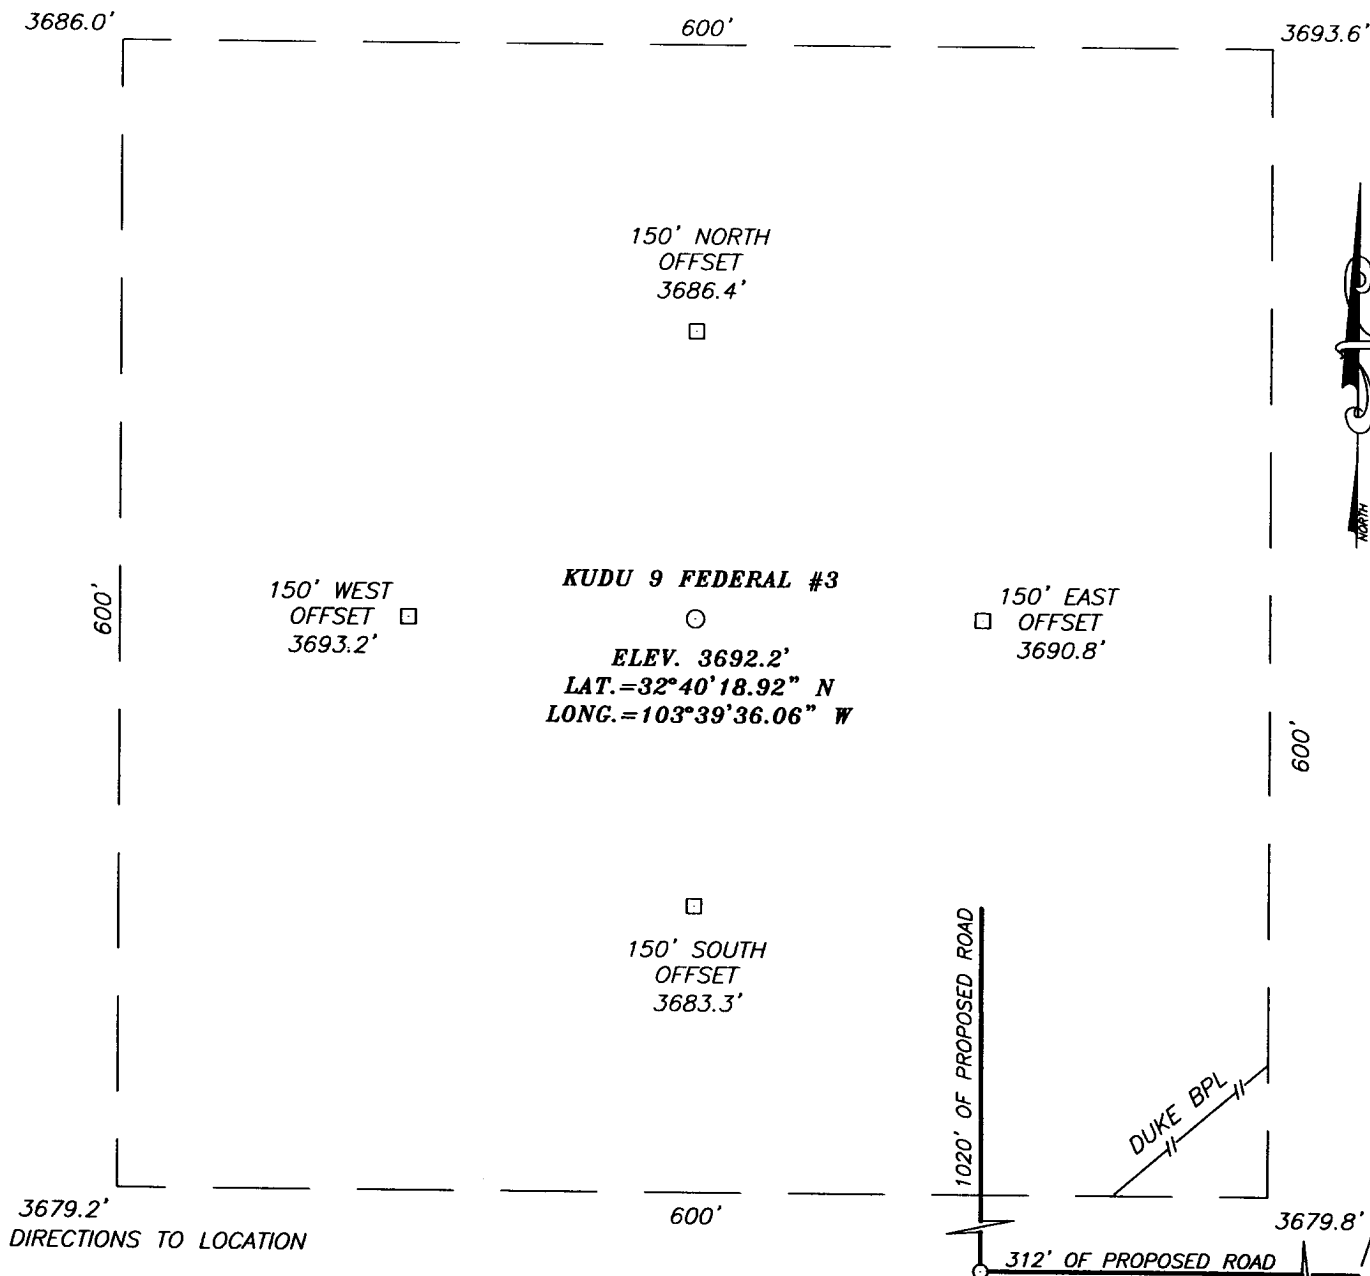 3686.0'
600'
3693.6'
150' NORTH
OFFSET
3686.4'
NORTH
600'
150' WEST
OFFSET
3693.2'
KUDU 9 FEDERAL #3
ELEV. 3692.2'
LAT.=32°40'18.92" N
LONG.=103°39'36.06" W
150' EAST
OFFSET
3690.8'
600'
150' SOUTH
OFFSET
3683.3'
1020' OF PROPOSED ROAD
DUKE BPL
3679.2'
600'
3679.8'
DIRECTIONS TO LOCATION
312' OF PROPOSED ROAD